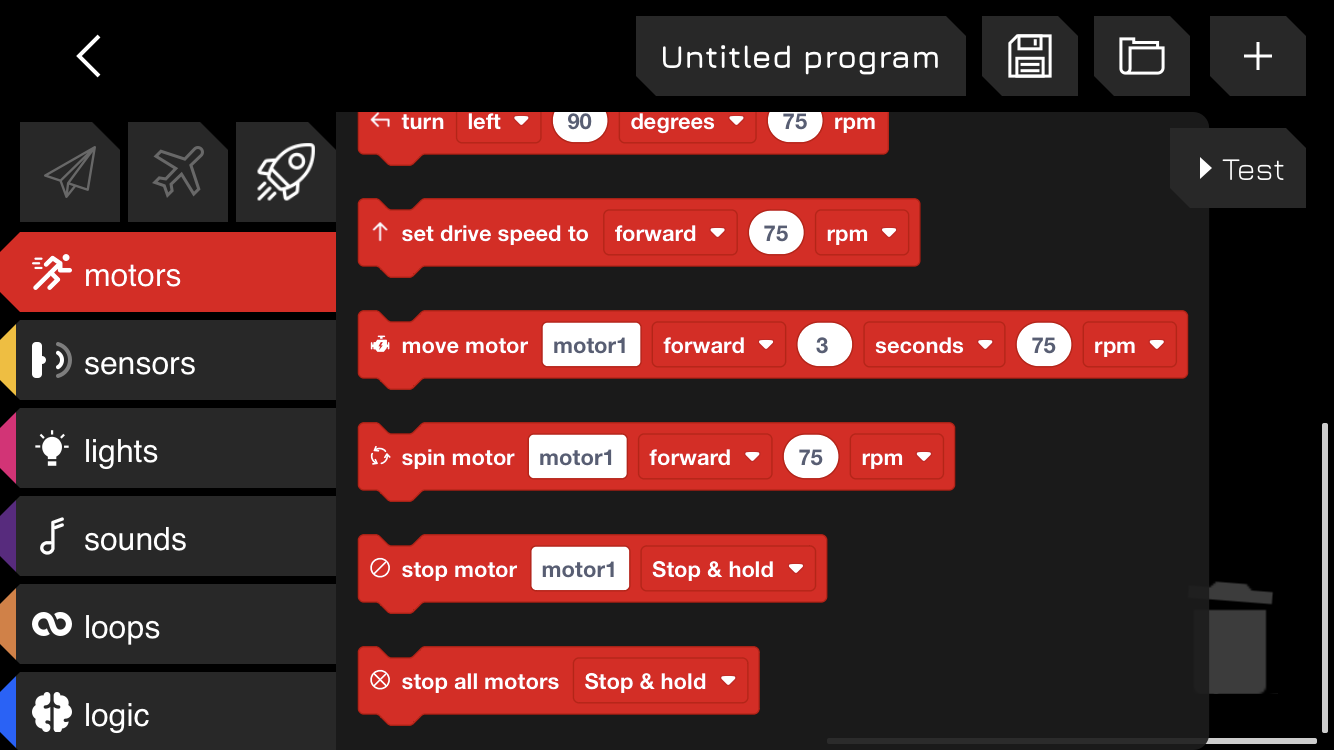 Untitled program
Test
motors
sensors
lights
sounds
loops
logic
turn left 90 degrees 75 rpm
set drive speed to forward 75 rpm
move motor motor1 forward 3 seconds 75 rpm
spin motor motor1 forward 75 rpm
stop motor motor1 Stop & hold
stop all motors Stop & hold